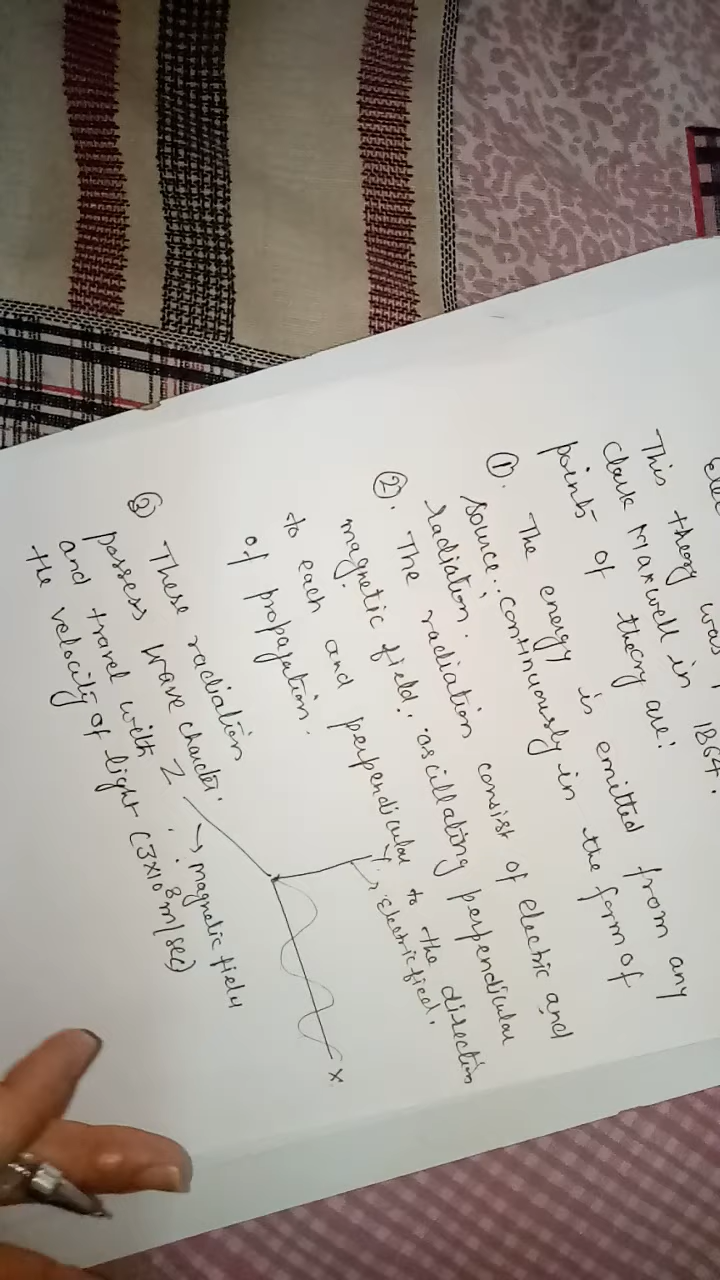 Elec
This theory was
clark Maxwell in 1864.
points of theory are:
①. The energy is emitted from any
source.. continuously in the form of
radiation.
②. The radiation consist of electric and
magnetic field. oscillating perpendicular
to each and perpendicular to the direction
of propagation.
Y
→ Electric field.
X
③ These radiation
possess wave charcter.
Z → magnetic field
and travel with
the velocity of light (3x10⁸m/sec)